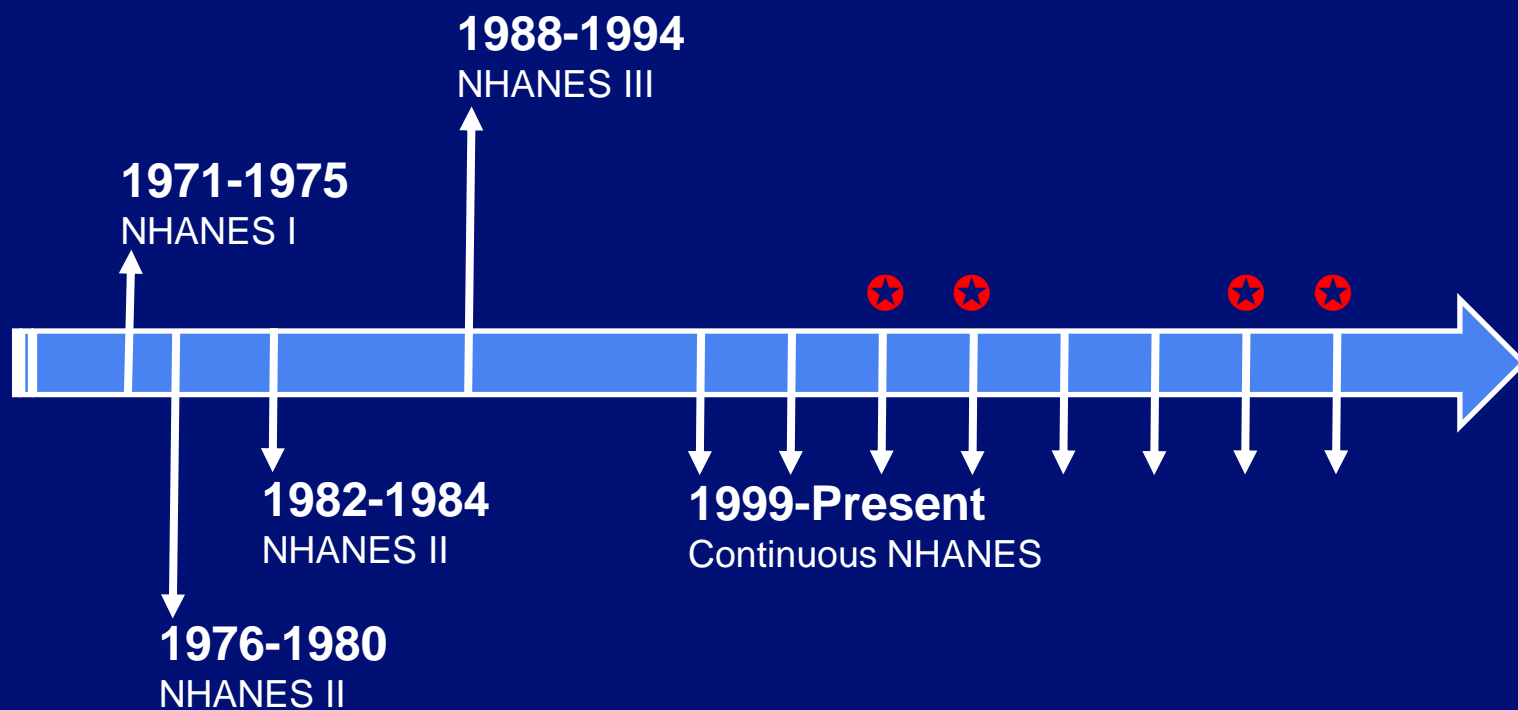 1988-1994
NHANES III
1971-1975
NHANES I
1982-1984
NHANES II
1999-Present
Continuous NHANES
1976-1980
NHANES II